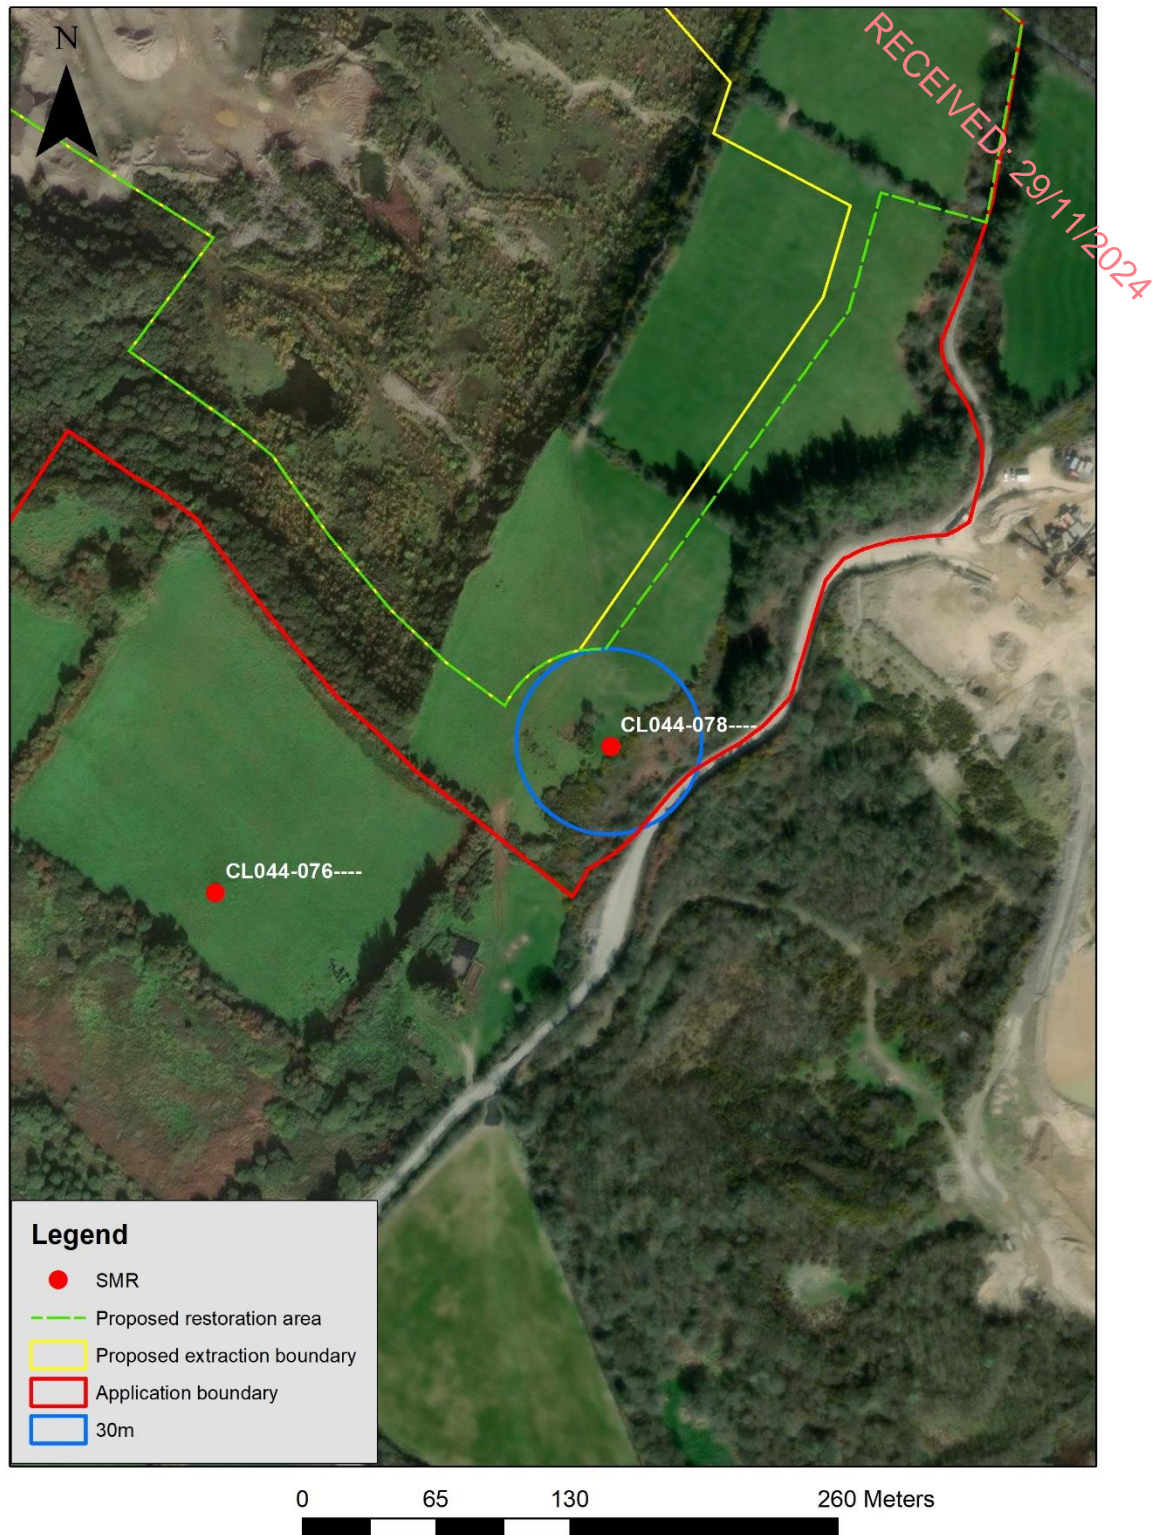 N
RECEIVED: 29/11/2024
CL044-078----
CL044-076----
Legend
SMR
Proposed restoration area
Proposed extraction boundary
Application boundary
30m
0 65 130 260 Meters